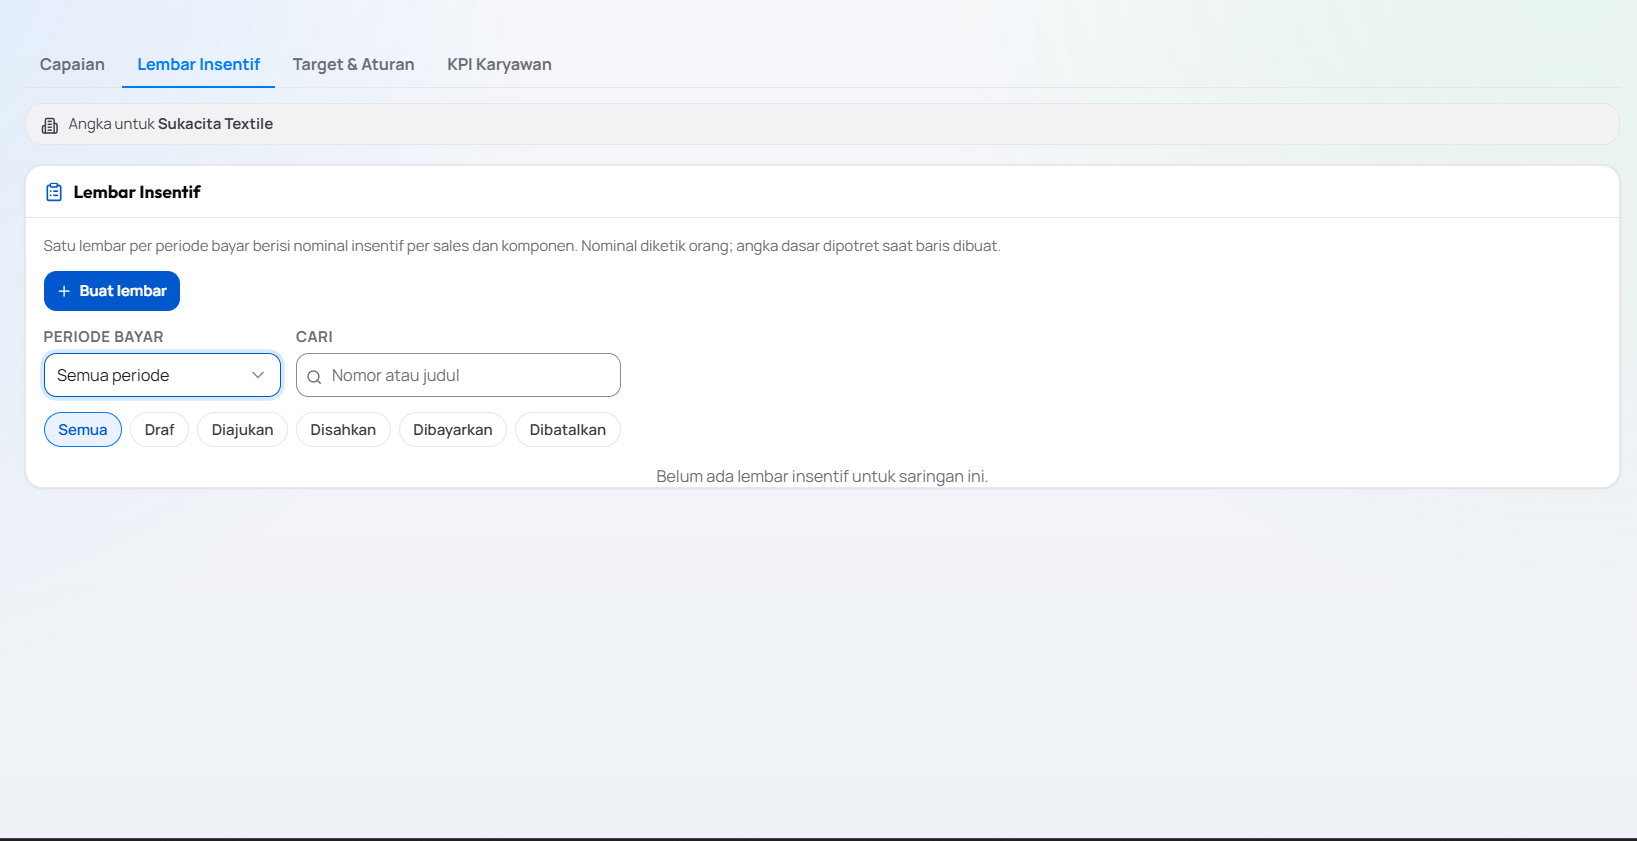 Capaian Lembar Insentif Target & Aturan KPI Karyawan
Angka untuk Sukacita Textile
Lembar Insentif
Satu lembar per periode bayar berisi nominal insentif per sales dan komponen. Nominal diketik orang; angka dasar dipotret saat baris dibuat.
+ Buat lembar
PERIODE BAYAR CARI
Semua periode Nomor atau judul
Semua Draf Diajukan Disahkan Dibayarkan Dibatalkan
Belum ada lembar insentif untuk saringan ini.